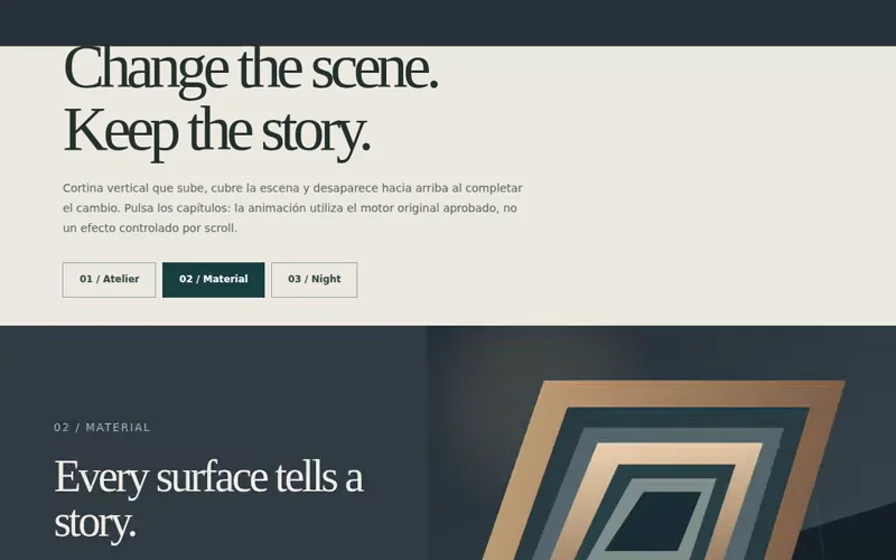 Change the scene.
Keep the story.
Cortina vertical que sube, cubre la escena y desaparece hacia arriba al completar
el cambio. Pulsa los capítulos: la animación utiliza el motor original aprobado, no
un efecto controlado por scroll.
01 / Atelier
02 / Material
03 / Night
02 / MATERIAL
Every surface tells a
story.